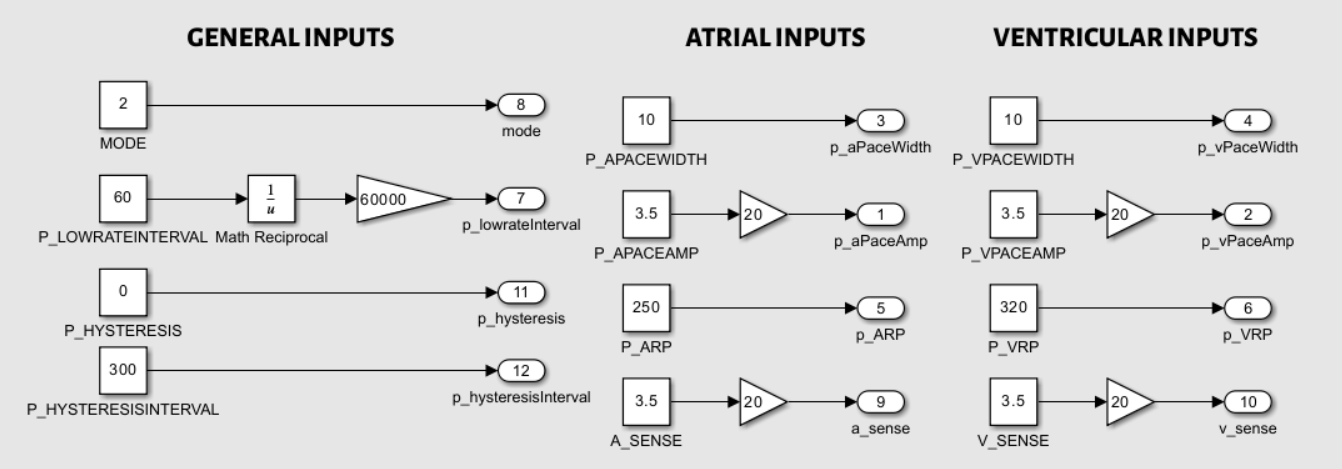 GENERAL INPUTS
2
8
MODE
mode
60
1
u
60000
7
P_LOWRATEINTERVAL
Math Reciprocal
p_lowrateInterval
0
11
P_HYSTERESIS
p_hysteresis
300
12
P_HYSTERESISINTERVAL
p_hysteresisInterval
ATRIAL INPUTS
10
3
P_APACEWIDTH
p_aPaceWidth
3.5
20
1
P_APACEAMP
p_aPaceAmp
250
5
P_ARP
p_ARP
3.5
20
9
A_SENSE
a_sense
VENTRICULAR INPUTS
10
4
P_VPACEWIDTH
p_vPaceWidth
3.5
20
2
P_VPACEAMP
p_vPaceAmp
320
6
P_VRP
p_VRP
3.5
20
10
V_SENSE
v_sense